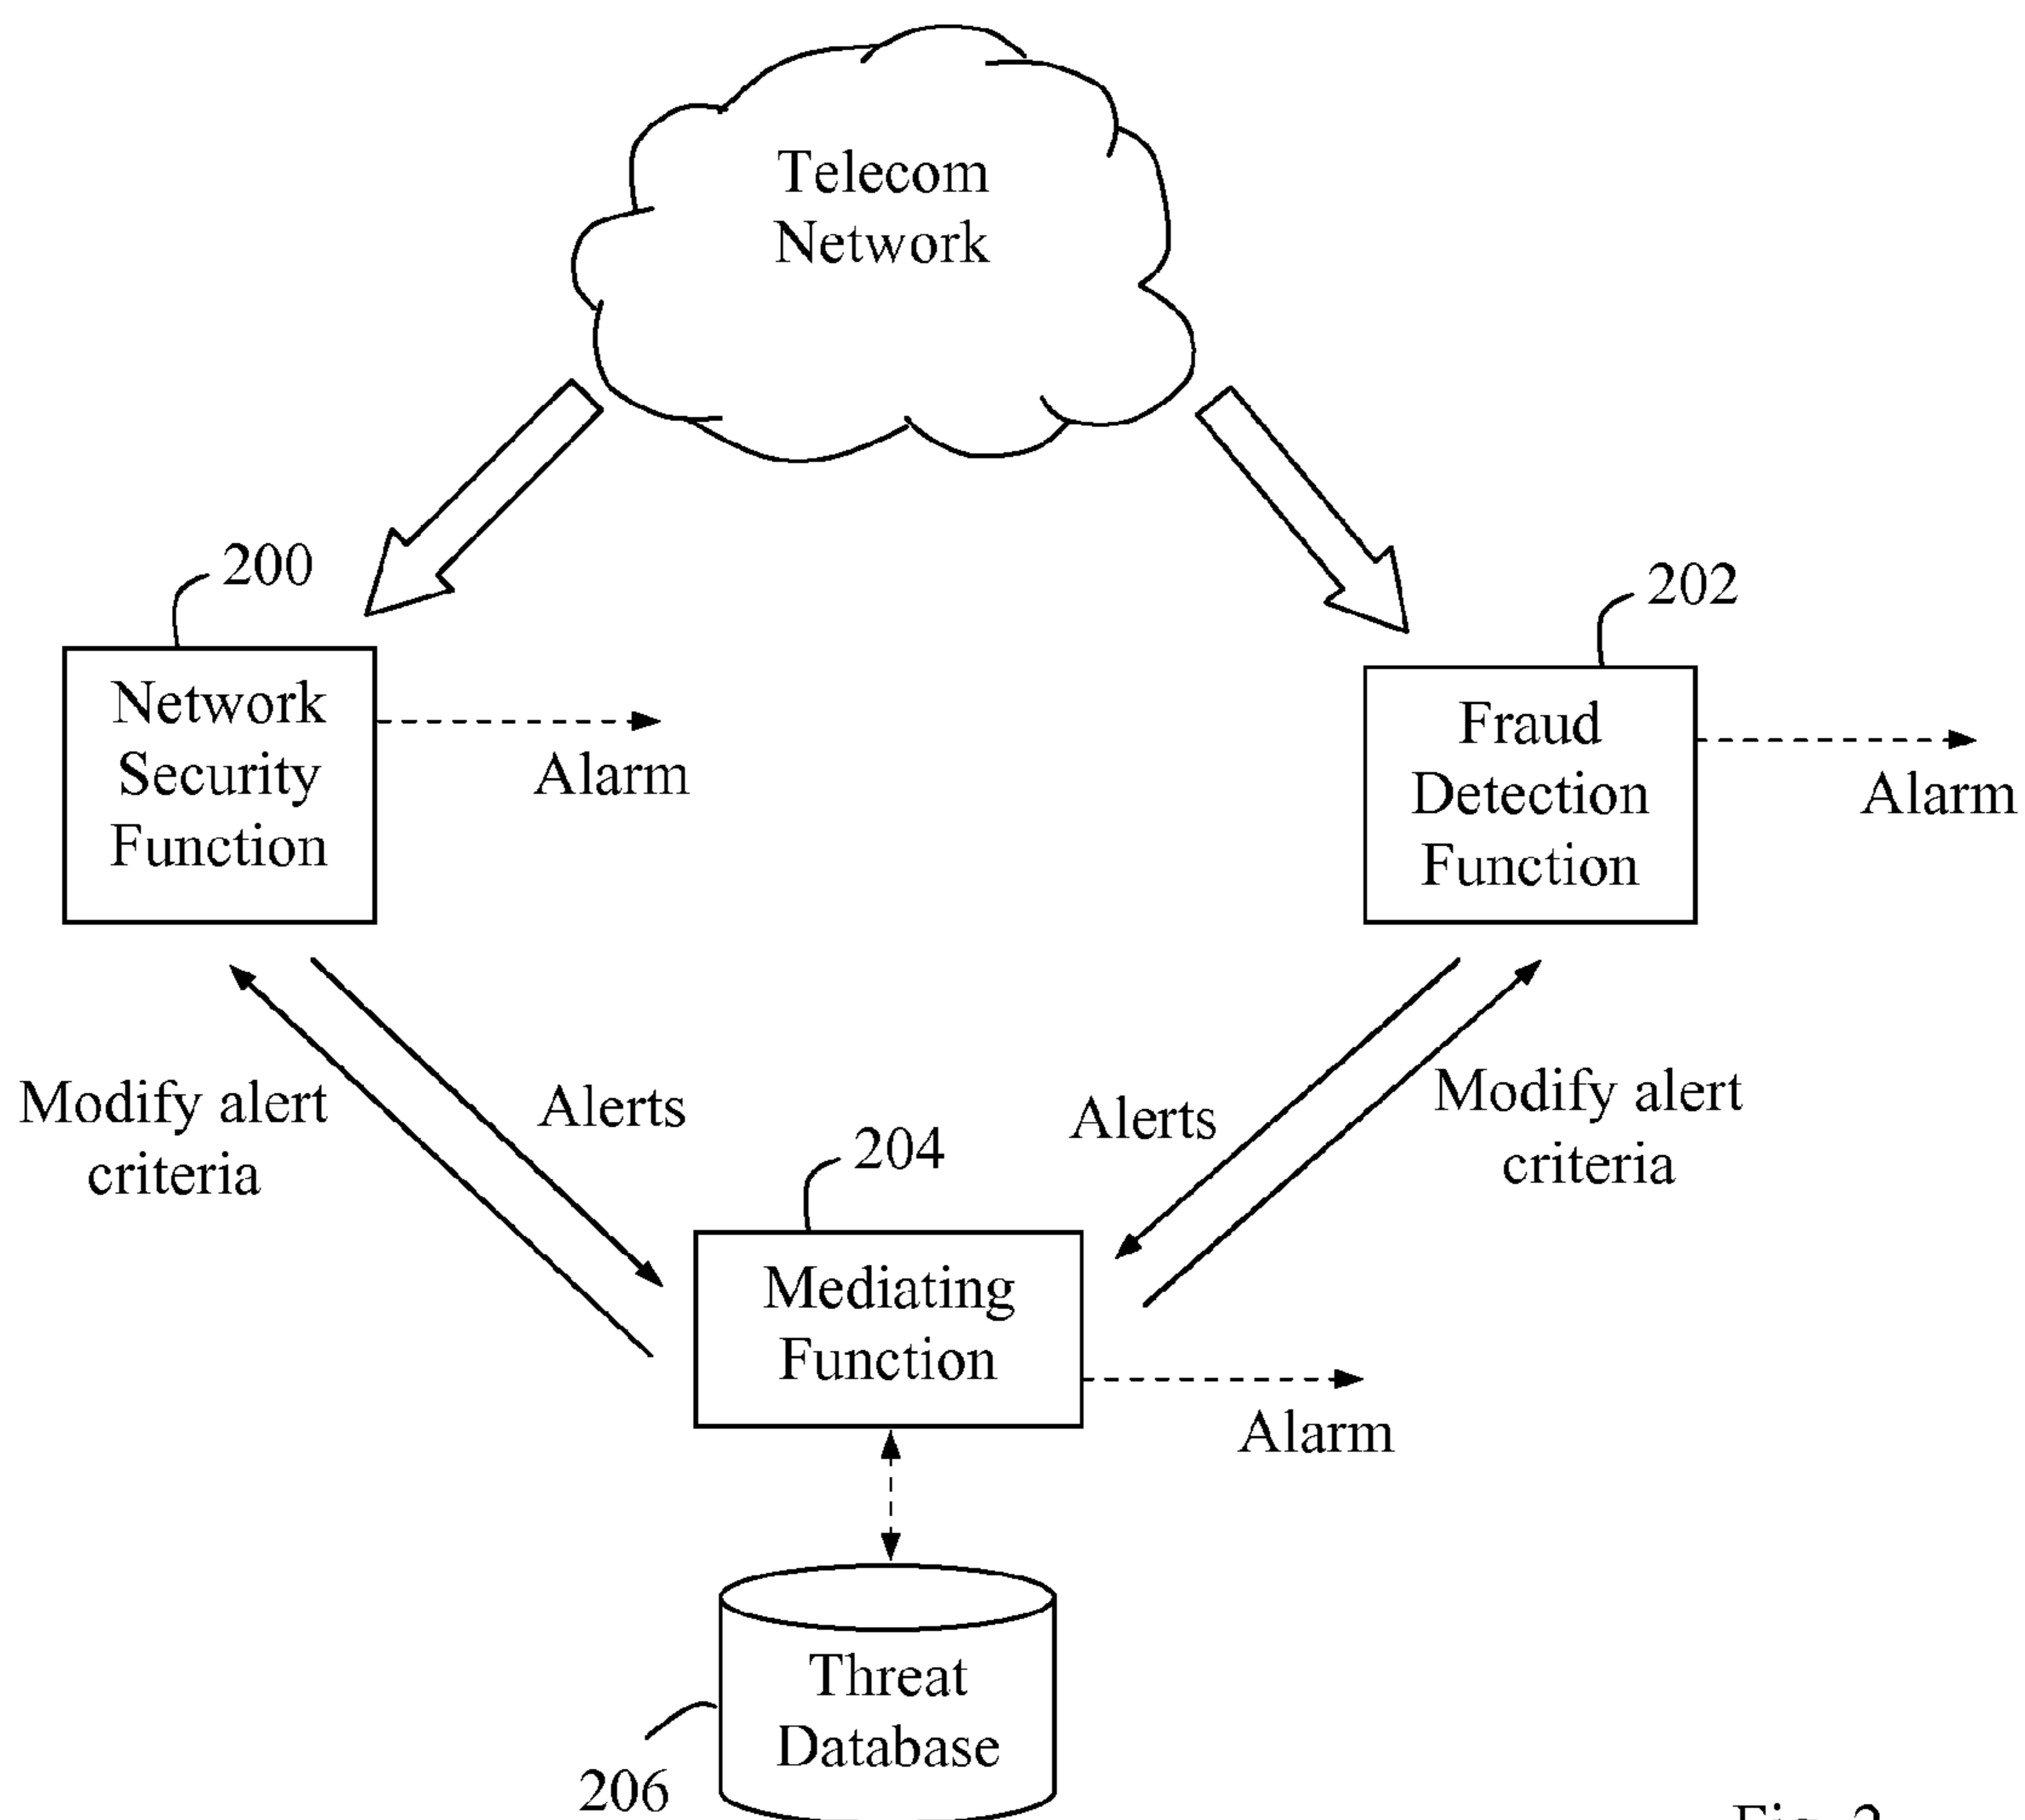 Telecom
Network
200
202
Network
Security
Function
Alarm
Fraud
Detection
Function
Alarm
Modify alert
criteria
Alerts
Alerts
Modify alert
criteria
204
Mediating
Function
Alarm
Threat
Database
206